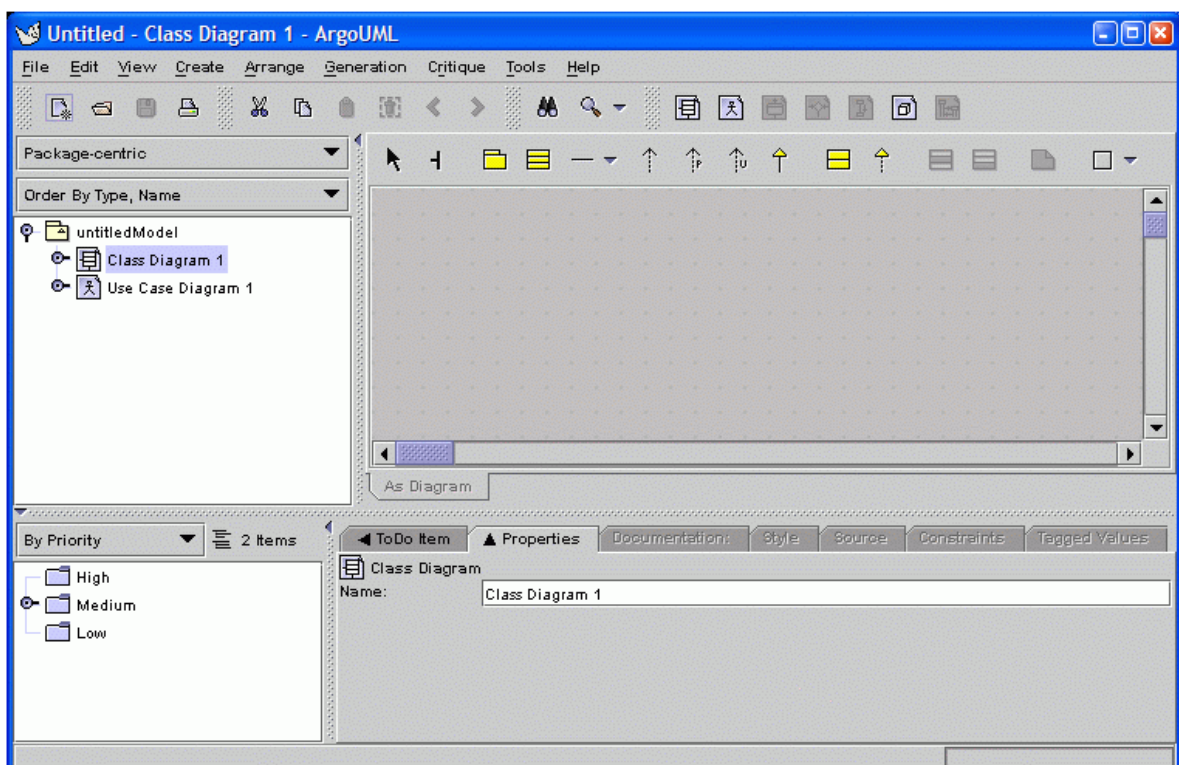 Untitled - Class Diagram 1 - ArgoUML
File Edit View Create Arrange Generation Critique Tools Help
Package-centric
Order By Type, Name
P U
untitledModel
Class Diagram 1
Use Case Diagram 1
As Diagram
By Priority 2 Items
ToDo Item Properties Documentation: Style Source Constraints Tagged Values
High
Medium
Low
Class Diagram
Name: Class Diagram 1